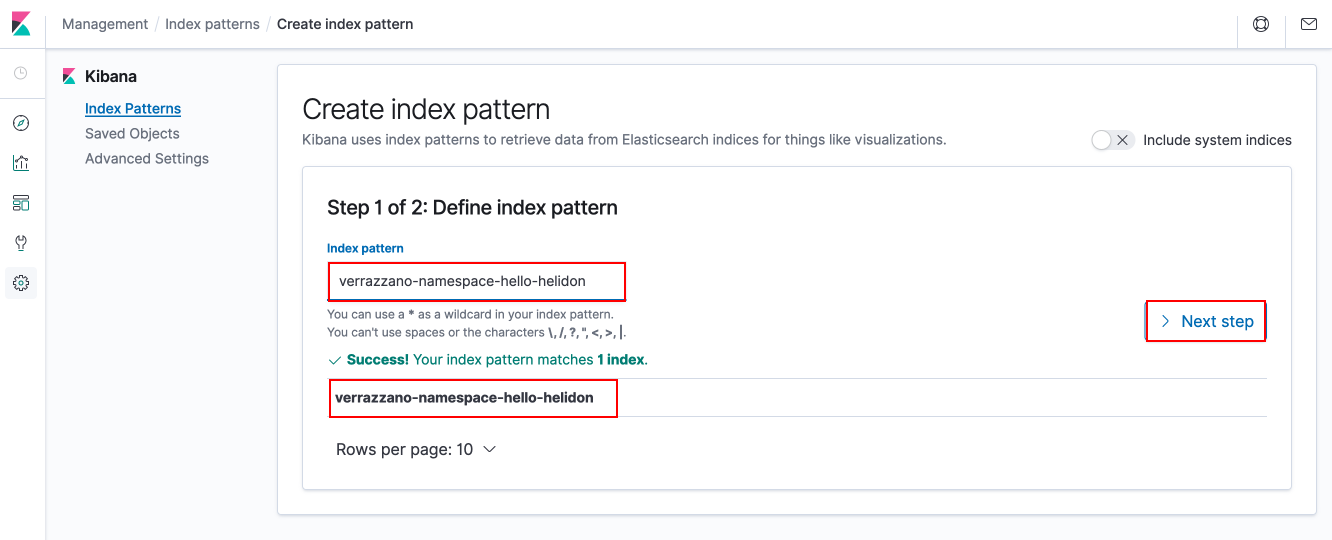 Management / Index patterns / Create index pattern
Kibana
Index Patterns
Saved Objects
Advanced Settings
Create index pattern
Kibana uses index patterns to retrieve data from Elasticsearch indices for things like visualizations.
Include system indices
Step 1 of 2: Define index pattern
Index pattern
verrazzano-namespace-hello-helidon
You can use a * as a wildcard in your index pattern.
You can't use spaces or the characters \, /, ?, ", <, >, |.
Next step
Success! Your index pattern matches 1 index.
verrazzano-namespace-hello-helidon
Rows per page: 10